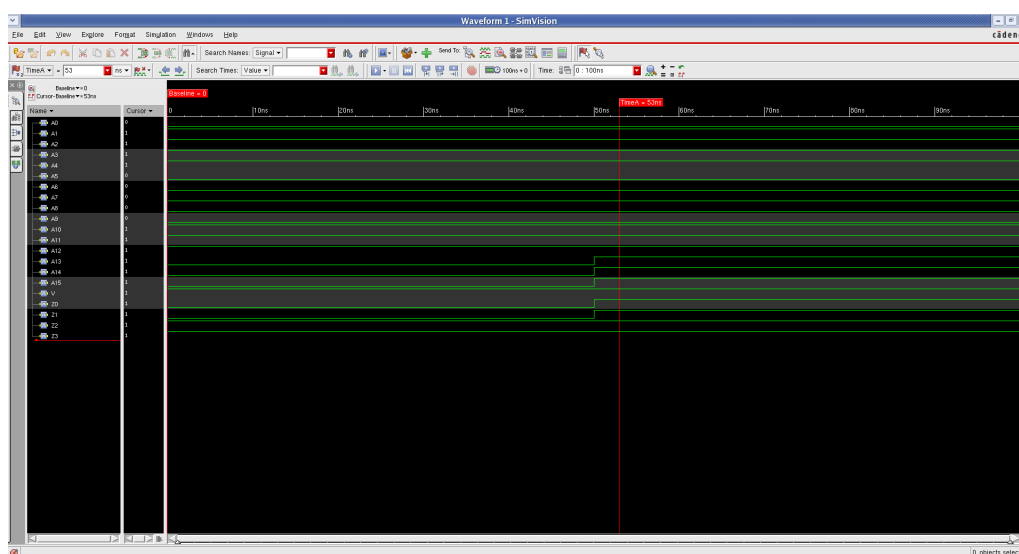 Waveform 1 - SimVision
File Edit View Explore Format Simulation Windows Help
cādenc
Search Names: Signal
Send To:
TimeA = 53 ns
Search Times: Value
100ns + 0
Time: 0 : 100ns
Baseline = 0
Cursor-Baseline = 53ns
Baseline = 0
TimeA = 53ns
Name Cursor 0 10ns 20ns 30ns 40ns 50ns 60ns 70ns 80ns 90ns
A0 0
A1 1
A2 1
A3 1
A4 1
A5 0
A6 0
A7 0
A8 0
A9 0
A10 1
A11 1
A12 1
A13 1
A14 1
A15 1
V 1
Z0 1
Z1 1
Z2 1
Z3 1
0 objects selec